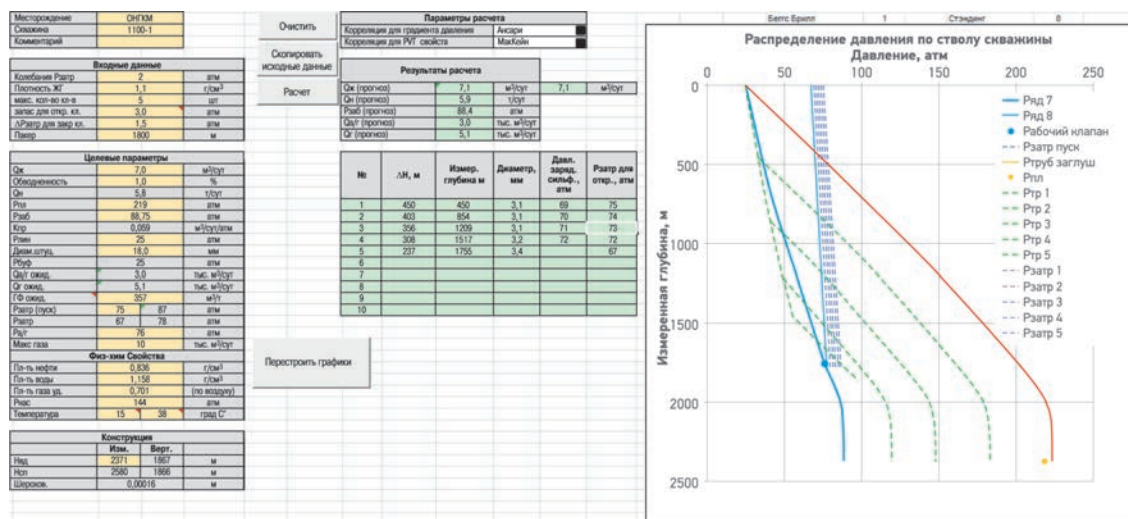 Месторождение ОНГКМ
Скважина 1100-1
Комментарий
Входные данные
Колебания Рзатр 2 атм
Плотность ЖГ 1,1 г/см³
макс. кол-во кл-в 5 шт
запас для откр. кл. 3,0 атм
ΔРзатр для закр кл. 1,5 атм
Пакер 1800 м
Целевые параметры
Qж 7,0 м³/сут
Обводненность 1,0 %
Qн 5,8 т/сут
Рпл 219 атм
Рзаб 88,75 атм
Кпр 0,059 м³/сут/атм
Рлин 25 атм
Диам.штуц. 18,0 мм
Рбуф 25 атм
Qаг ожид. 3,0 тыс. м³/сут
Qг ожид. 5,1 тыс. м³/сут
ГФ ожид. 357 м³/т
Рзатр (пуск) 75 87 атм
Рзатр 67 78 атм
Ра/г 76 атм
Макс газа 10 тыс. м³/сут
Физ-хим Свойства
Пл-ть нефти 0,836 г/см³
Пл-ть воды 1,158 г/см³
Пл-ть газа уд. 0,701 (по воздуху)
Рнас 144 атм
Температура 15 38 град С°
Конструкция
Изм. Верт.
Нвд 2371 1867 м
Нсп 2580 1866 м
Шероков. 0,00016 м
Очистить
Скопировать
исходные данные
Расчет
Перестроить графики
Параметры расчета
Корреляция для градиента давления Ансари
Корреляция для PVT свойства МакКейн
Результаты расчета
Qж (прогноз) 7,1 м³/сут 7,1 м³/сут
Qн (прогноз) 5,9 т/сут
Рзаб (прогноз) 88,4 атм
Qа/г (прогноз) 3,0 тыс. м³/сут
Qг (прогноз) 5,1 тыс. м³/сут
№ ΔН, м Измер. глубина м Диаметр, мм Давл. заряд. сильф., атм Рзатр для откр., атм
1 450 450 3,1 69 75
2 403 854 3,1 70 74
3 356 1209 3,1 71 73
4 308 1517 3,2 72 72
5 237 1755 3,4 67
6
7
8
9
10
Беггс Брилл 1 Стэндинг 8
Распределение давления по стволу скважины
Давление, атм
0 50 100 150 200 250
Измеренная глубина, м
0
500
1000
1500
2000
2500
Ряд 7
Ряд 8
Рабочий клапан
Рзатр пуск
Ртруб заглуш
Рпл
Ртр 1
Ртр 2
Ртр 3
Ртр 4
Ртр 5
Рзатр 1
Рзатр 2
Рзатр 3
Рзатр 4
Рзатр 5